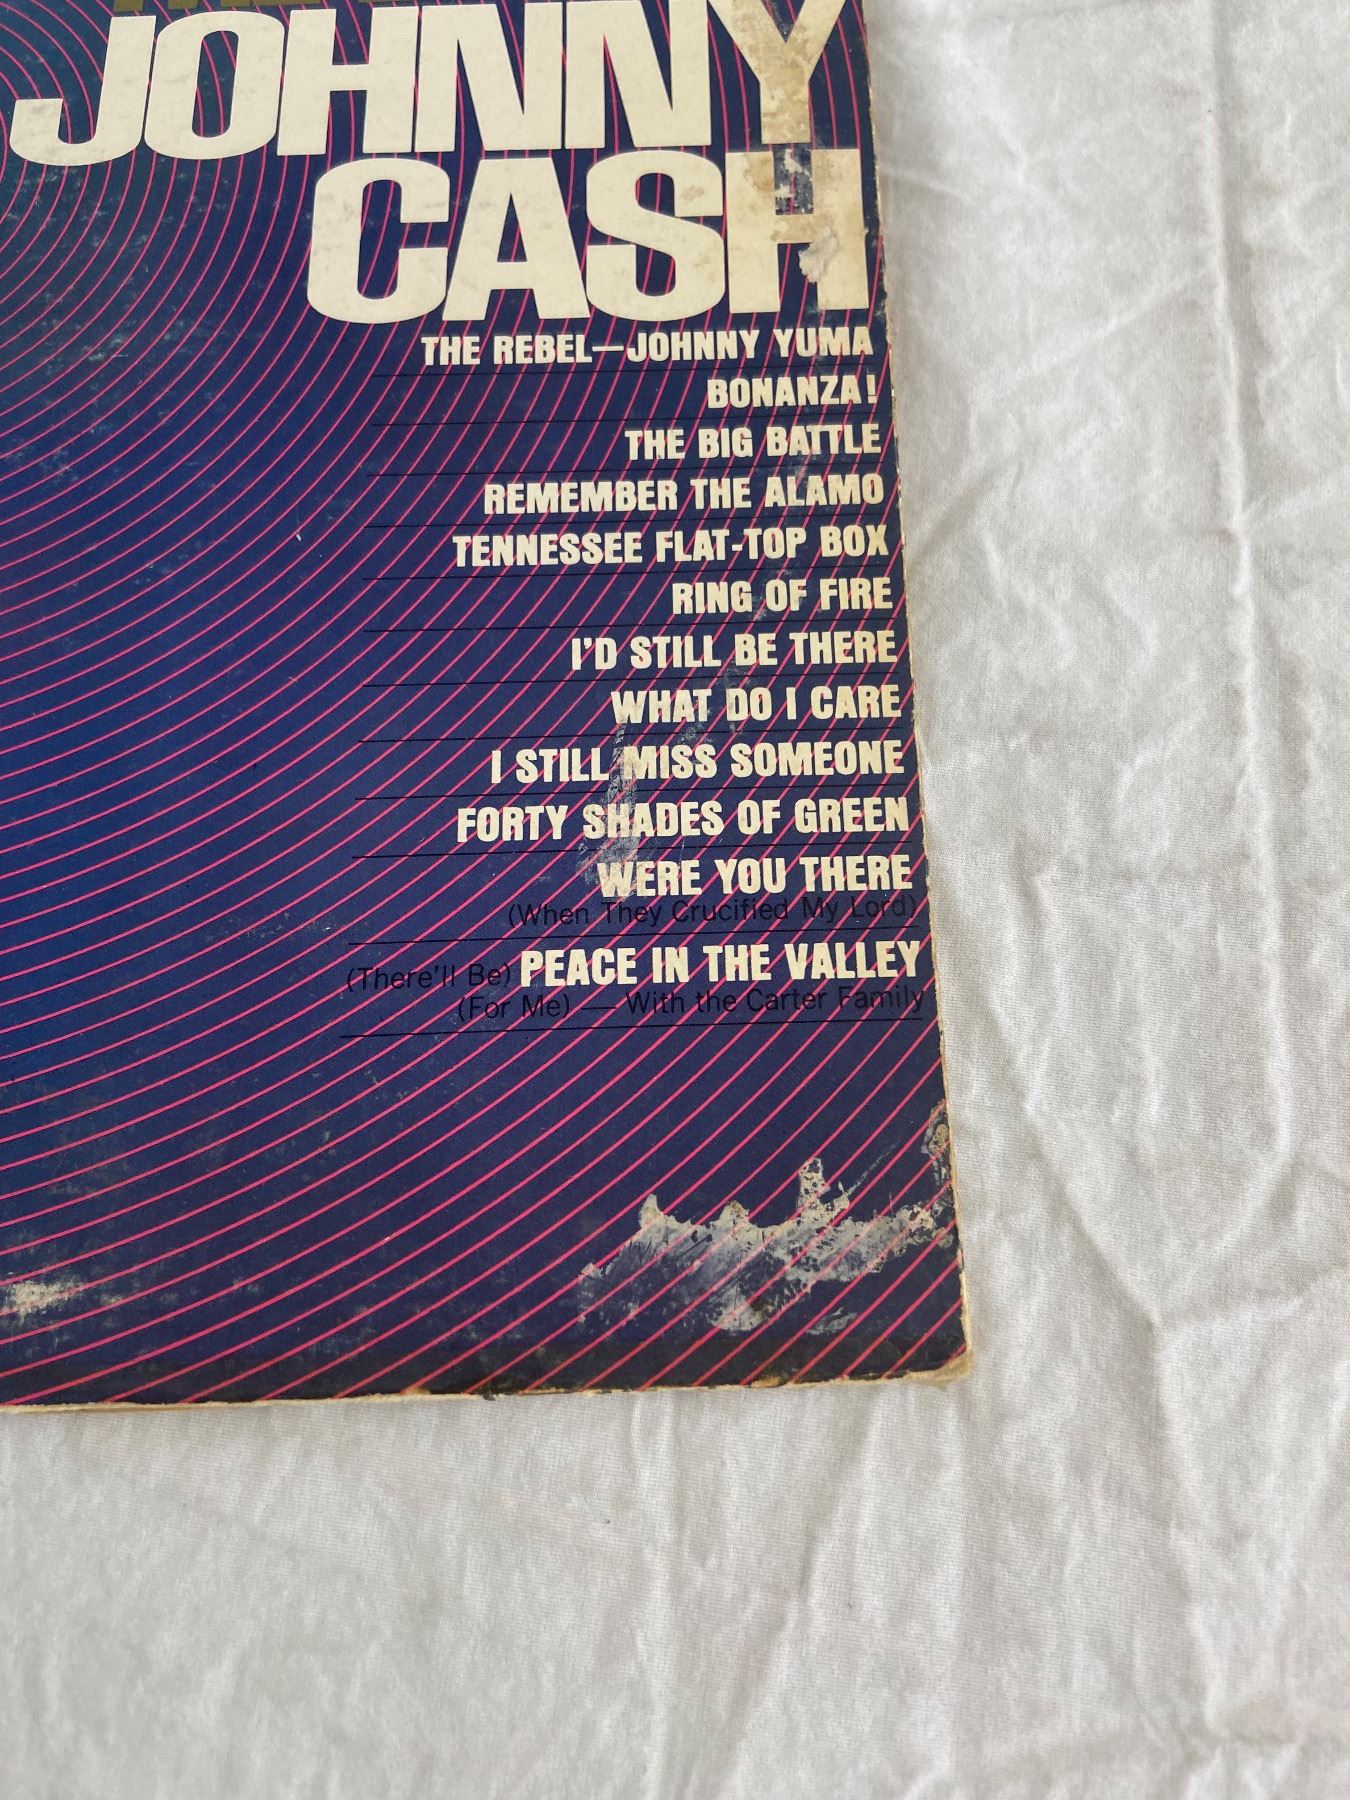 JOHNNY
CASH
THE REBEL—JOHNNY YUMA
BONANZA!
THE BIG BATTLE
REMEMBER THE ALAMO
TENNESSEE FLAT-TOP BOX
RING OF FIRE
I'D STILL BE THERE
WHAT DO I CARE
I STILL MISS SOMEONE
FORTY SHADES OF GREEN
WERE YOU THERE
(When They Crucified My Lord)
(There'll Be) PEACE IN THE VALLEY
(For Me) — With the Carter Family